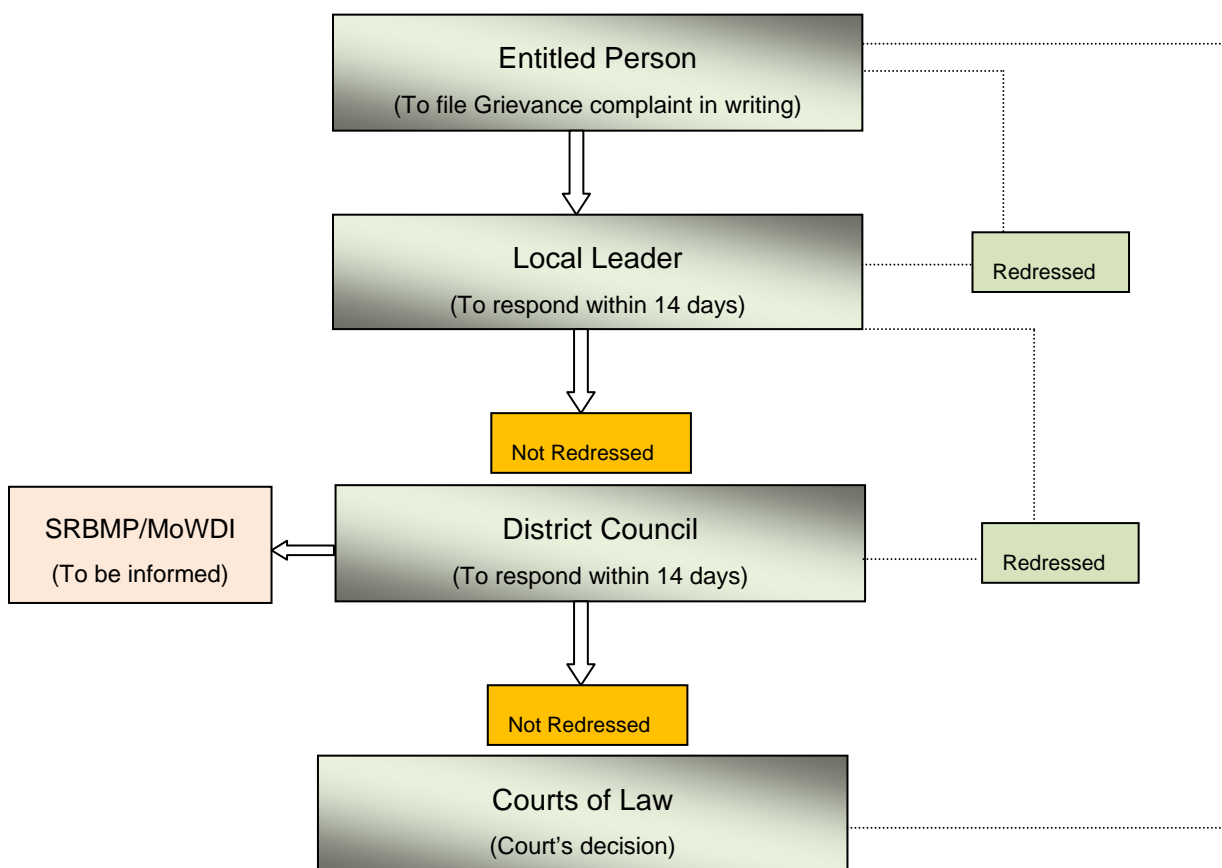 Entitled Person
(To file Grievance complaint in writing)
Local Leader
(To respond within 14 days)
Redressed
Not Redressed
SRBMP/MoWDI
(To be informed)
District Council
(To respond within 14 days)
Redressed
Not Redressed
Courts of Law
(Court’s decision)